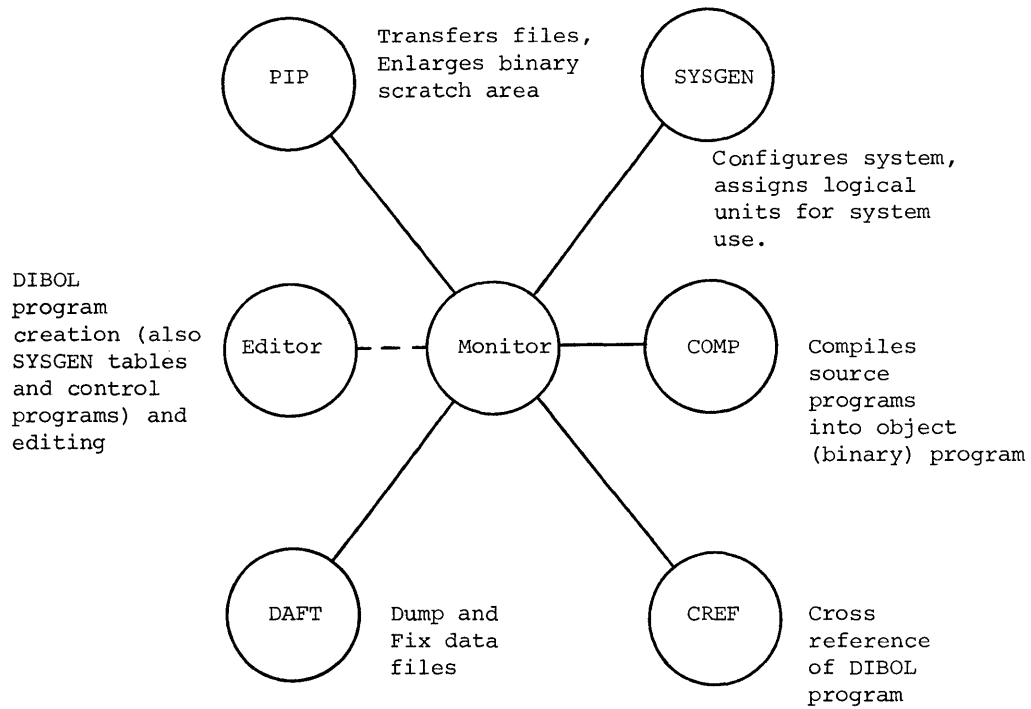 PIP
Transfers files,
Enlarges binary
scratch area
SYSGEN
Configures system,
assigns logical
units for system
use.
DIBOL
program
creation (also
SYSGEN tables
and control
programs) and
editing
Editor
Monitor
COMP
Compiles
source
programs
into object
(binary) program
DAFT
Dump and
Fix data
files
CREF
Cross
reference
of DIBOL
program